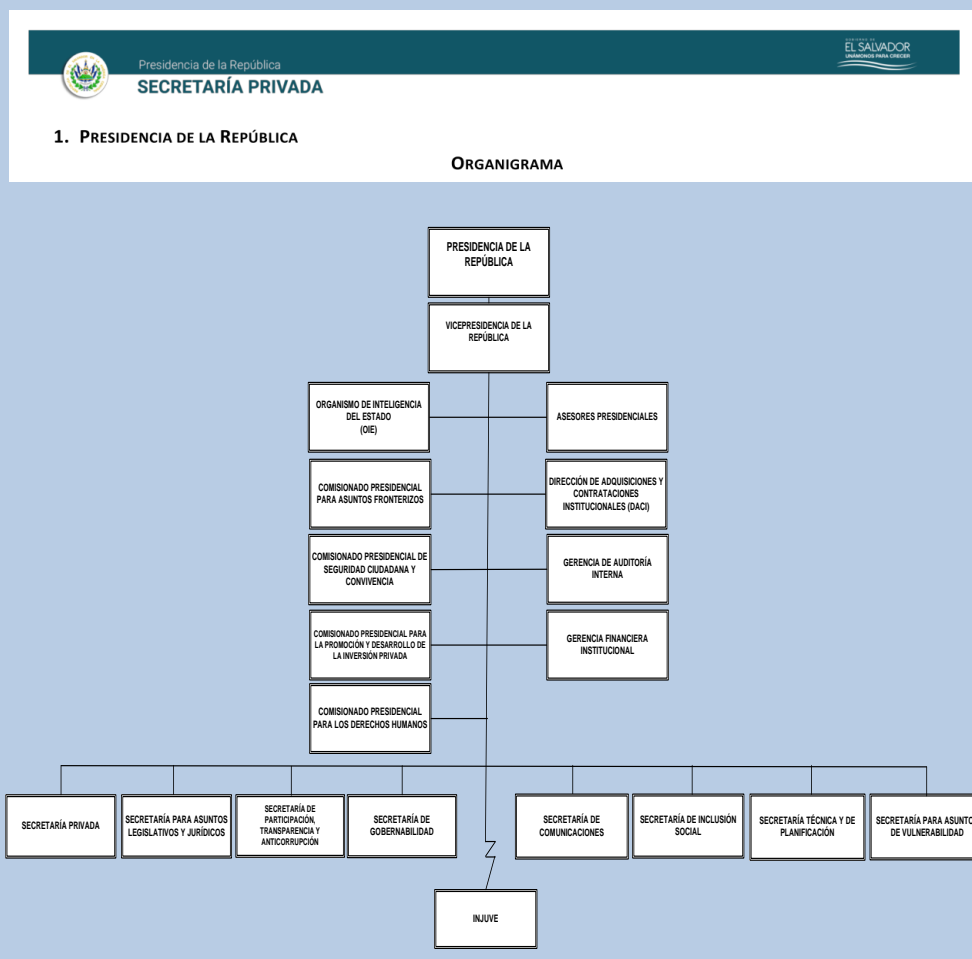 GOBIERNO DE
EL SALVADOR
UNÁMONOS PARA CRECER
Presidencia de la República
SECRETARÍA PRIVADA
1. PRESIDENCIA DE LA REPÚBLICA
ORGANIGRAMA
PRESIDENCIA DE LA
REPÚBLICA
VICEPRESIDENCIA DE LA
REPÚBLICA
ORGANISMO DE INTELIGENCIA
DEL ESTADO
(OIE)
ASESORES PRESIDENCIALES
COMISIONADO PRESIDENCIAL
PARA ASUNTOS FRONTERIZOS
DIRECCIÓN DE ADQUISICIONES Y
CONTRATACIONES
INSTITUCIONALES (DACI)
COMISIONADO PRESIDENCIAL DE
SEGURIDAD CIUDADANA Y
CONVIVENCIA
GERENCIA DE AUDITORÍA
INTERNA
COMISIONADO PRESIDENCIAL PARA
LA PROMOCIÓN Y DESARROLLO DE
LA INVERSIÓN PRIVADA
GERENCIA FINANCIERA
INSTITUCIONAL
COMISIONADO PRESIDENCIAL
PARA LOS DERECHOS HUMANOS
SECRETARÍA PRIVADA
SECRETARÍA PARA ASUNTOS
LEGISLATIVOS Y JURÍDICOS
SECRETARÍA DE
PARTICIPACIÓN,
TRANSPARENCIA Y
ANTICORRUPCIÓN
SECRETARÍA DE
GOBERNABILIDAD
SECRETARÍA DE
COMUNICACIONES
SECRETARÍA DE INCLUSIÓN
SOCIAL
SECRETARÍA TÉCNICA Y DE
PLANIFICACIÓN
SECRETARÍA PARA ASUNTO
DE VULNERABILIDAD
INJUVE